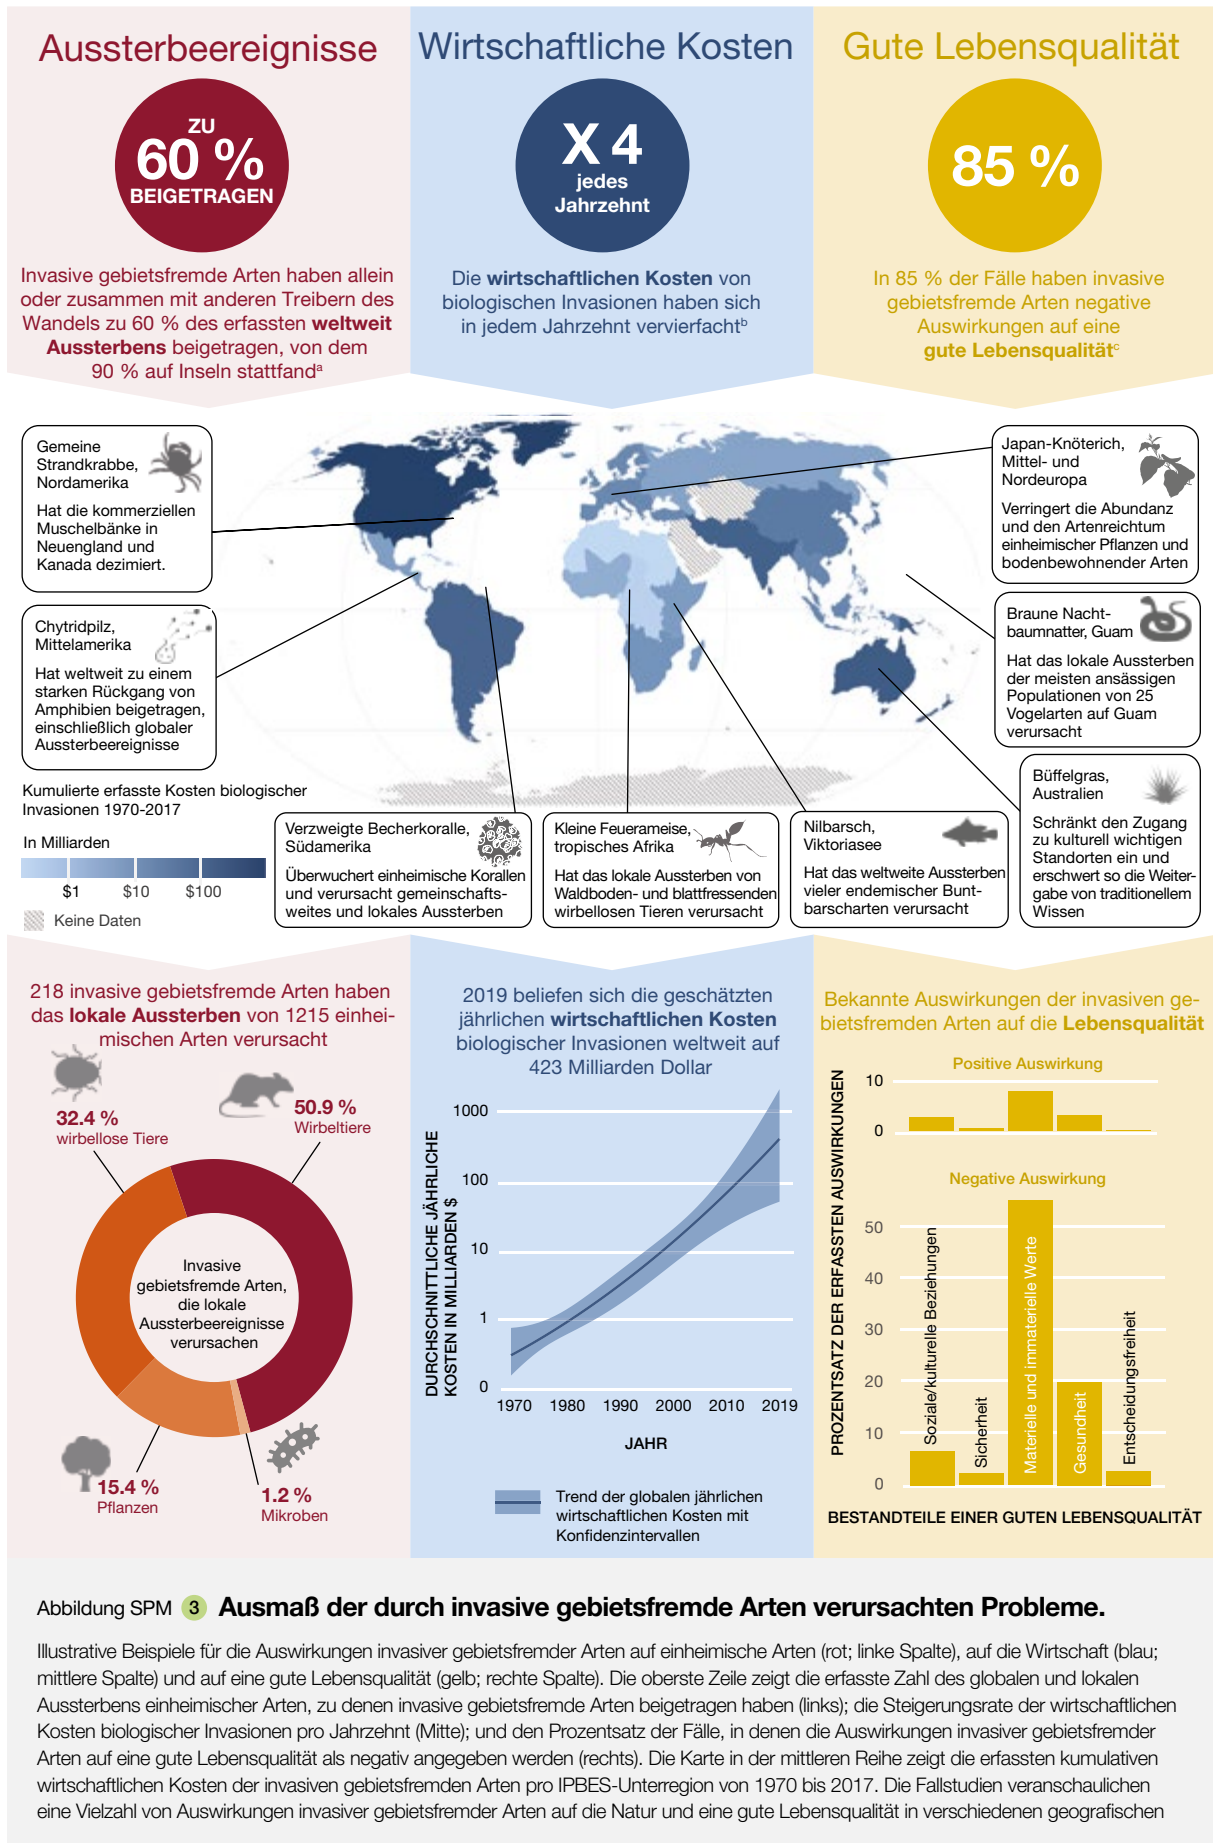 Aussterbeereignisse
ZU
60 %
BEIGETRAGEN
Invasive gebietsfremde Arten haben allein
oder zusammen mit anderen Treibern des
Wandels zu 60 % des erfassten weltweit
Aussterbens beigetragen, von dem
90 % auf Inseln stattfandᵃ
Wirtschaftliche Kosten
X 4
jedes
Jahrzehnt
Die wirtschaftlichen Kosten von
biologischen Invasionen haben sich
in jedem Jahrzehnt vervierfachtᵇ
Gute Lebensqualität
85 %
In 85 % der Fälle haben invasive
gebietsfremde Arten negative
Auswirkungen auf eine
gute Lebensqualitätᶜ
Gemeine
Strandkrabbe,
Nordamerika
Hat die kommerziellen
Muschelbänke in
Neuengland und
Kanada dezimiert.
Chytridpilz,
Mittelamerika
Hat weltweit zu einem
starken Rückgang von
Amphibien beigetragen,
einschließlich globaler
Aussterbeereignisse
Japan-Knöterich,
Mittel- und
Nordeuropa
Verringert die Abundanz
und den Artenreichtum
einheimischer Pflanzen und
bodenbewohnender Arten
Braune Nacht-
baumnatter, Guam
Hat das lokale Aussterben
der meisten ansässigen
Populationen von 25
Vogelarten auf Guam
verursacht
Büffelgras,
Australien
Schränkt den Zugang
zu kulturell wichtigen
Standorten ein und
erschwert so die Weiter-
gabe von traditionellem
Wissen
Kumulierte erfasste Kosten biologischer
Invasionen 1970-2017
In Milliarden
$1 $10 $100
Keine Daten
Verzweigte Becherkoralle,
Südamerika
Überwuchert einheimische Korallen
und verursacht gemeinschafts-
weites und lokales Aussterben
Kleine Feuerameise,
tropisches Afrika
Hat das lokale Aussterben von
Waldboden- und blattfressenden
wirbellosen Tieren verursacht
Nilbarsch,
Viktoriasee
Hat das weltweite Aussterben
vieler endemischer Bunt-
barscharten verursacht
218 invasive gebietsfremde Arten haben
das lokale Aussterben von 1215 einhei-
mischen Arten verursacht
32.4 %
wirbellose Tiere
50.9 %
Wirbeltiere
Invasive
gebietsfremde Arten,
die lokale
Aussterbeereignisse
verursachen
15.4 %
Pflanzen
1.2 %
Mikroben
2019 beliefen sich die geschätzten
jährlichen wirtschaftlichen Kosten
biologischer Invasionen weltweit auf
423 Milliarden Dollar
DURCHSCHNITTLICHE JÄHRLICHE
KOSTEN IN MILLIARDEN $
1000
100
10
1
0
1970 1980 1990 2000 2010 2019
JAHR
Trend der globalen jährlichen
wirtschaftlichen Kosten mit
Konfidenzintervallen
Bekannte Auswirkungen der invasiven ge-
bietsfremden Arten auf die Lebensqualität
PROZENTSATZ DER ERFASSTEN AUSWIRKUNGEN
Positive Auswirkung
10
0
Negative Auswirkung
50
40
30
20
10
0
Soziale/kulturelle Beziehungen
Sicherheit
Materielle und immaterielle Werte
Gesundheit
Entscheidungsfreiheit
BESTANDTEILE EINER GUTEN LEBENSQUALITÄT
Abbildung SPM 3 Ausmaß der durch invasive gebietsfremde Arten verursachten Probleme.
Illustrative Beispiele für die Auswirkungen invasiver gebietsfremder Arten auf einheimische Arten (rot; linke Spalte), auf die Wirtschaft (blau;
mittlere Spalte) und auf eine gute Lebensqualität (gelb; rechte Spalte). Die oberste Zeile zeigt die erfasste Zahl des globalen und lokalen
Aussterbens einheimischer Arten, zu denen invasive gebietsfremde Arten beigetragen haben (links); die Steigerungsrate der wirtschaftlichen
Kosten biologischer Invasionen pro Jahrzehnt (Mitte); und den Prozentsatz der Fälle, in denen die Auswirkungen invasiver gebietsfremder
Arten auf eine gute Lebensqualität als negativ angegeben werden (rechts). Die Karte in der mittleren Reihe zeigt die erfassten kumulativen
wirtschaftlichen Kosten der invasiven gebietsfremden Arten pro IPBES-Unterregion von 1970 bis 2017. Die Fallstudien veranschaulichen
eine Vielzahl von Auswirkungen invasiver gebietsfremder Arten auf die Natur und eine gute Lebensqualität in verschiedenen geografischen